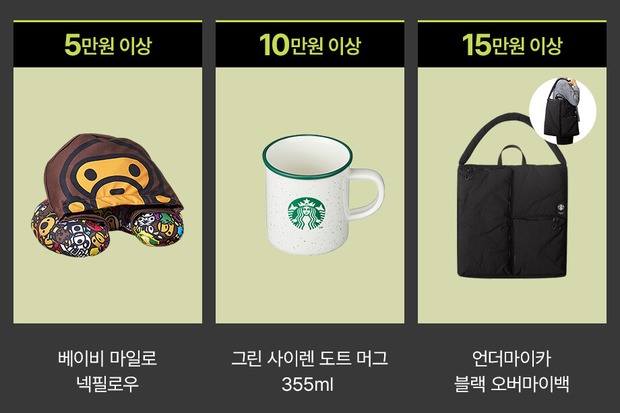 5만원 이상
10만원 이상
15만원 이상
베이비 마일로
넥필로우
그린 사이렌 도트 머그
355ml
언더마이카
블랙 오버마이백